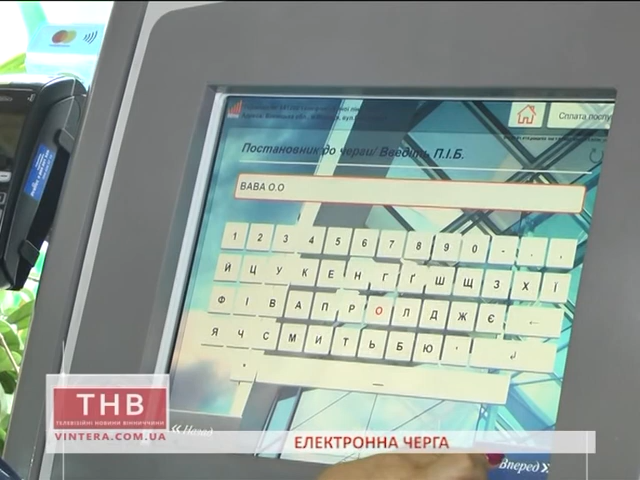 Сплата послу
Постановник до черги/ Введіть П.І.Б.
ВАВА О.О
1 2 3 4 5 6 7 8 9 0 - . ,
Й Ц У К Е Н Г Ґ Ш Щ З Х Ї
Ф І В А П Р О Л Д Ж Є ←
Я Ч С М И Т Ь Б Ю '
« Назад
Вперед »
ТНВ
ТЕЛЕВІЗІЙНІ НОВИНИ ВІННИЧЧИНИ
VINTERA.COM.UA
ЕЛЕКТРОННА ЧЕРГА